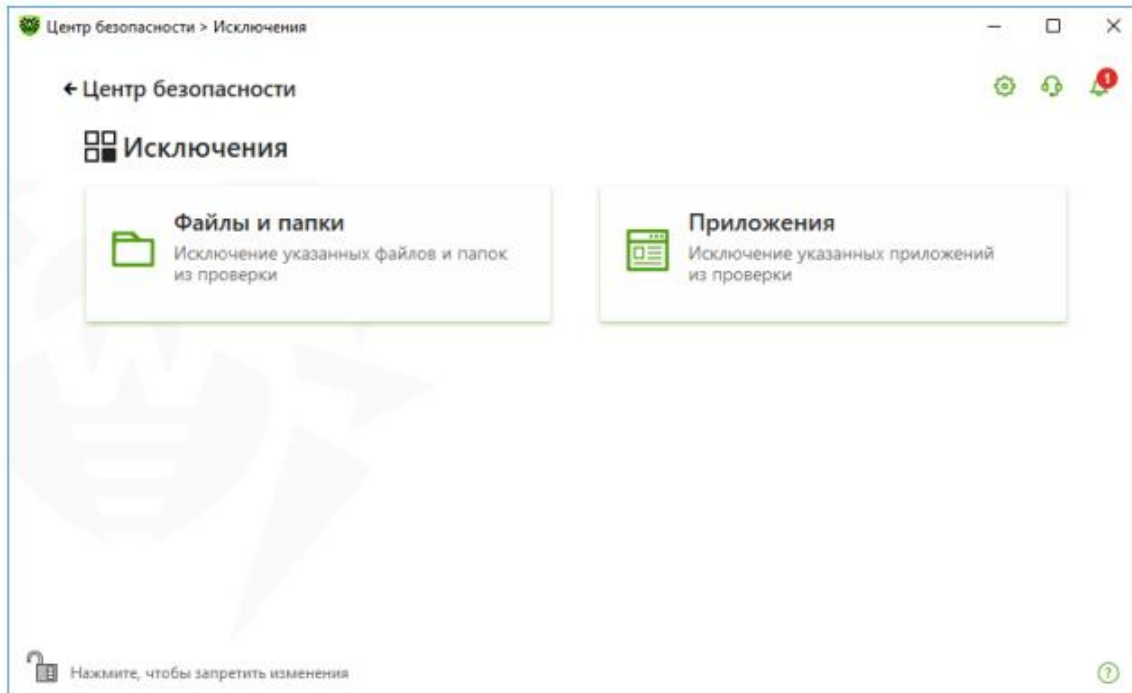 Центр безопасности > Исключения
Центр безопасности
1
Исключения
Файлы и папки
Исключение указанных файлов и папок
из проверки
Приложения
Исключение указанных приложений
из проверки
Нажмите, чтобы запретить изменения
?